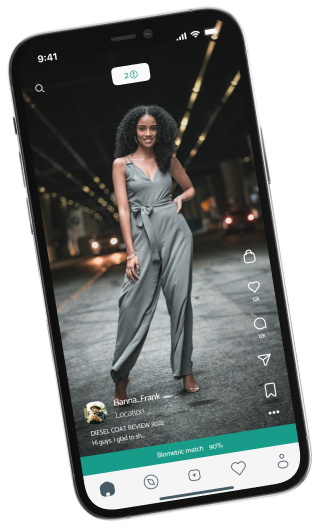 9:41
2
Hanna_Frank
Location
DIESEL COAT REVIEW 2022
Hi guys. I glad to sh...
12k
12k
Biometric match 90%